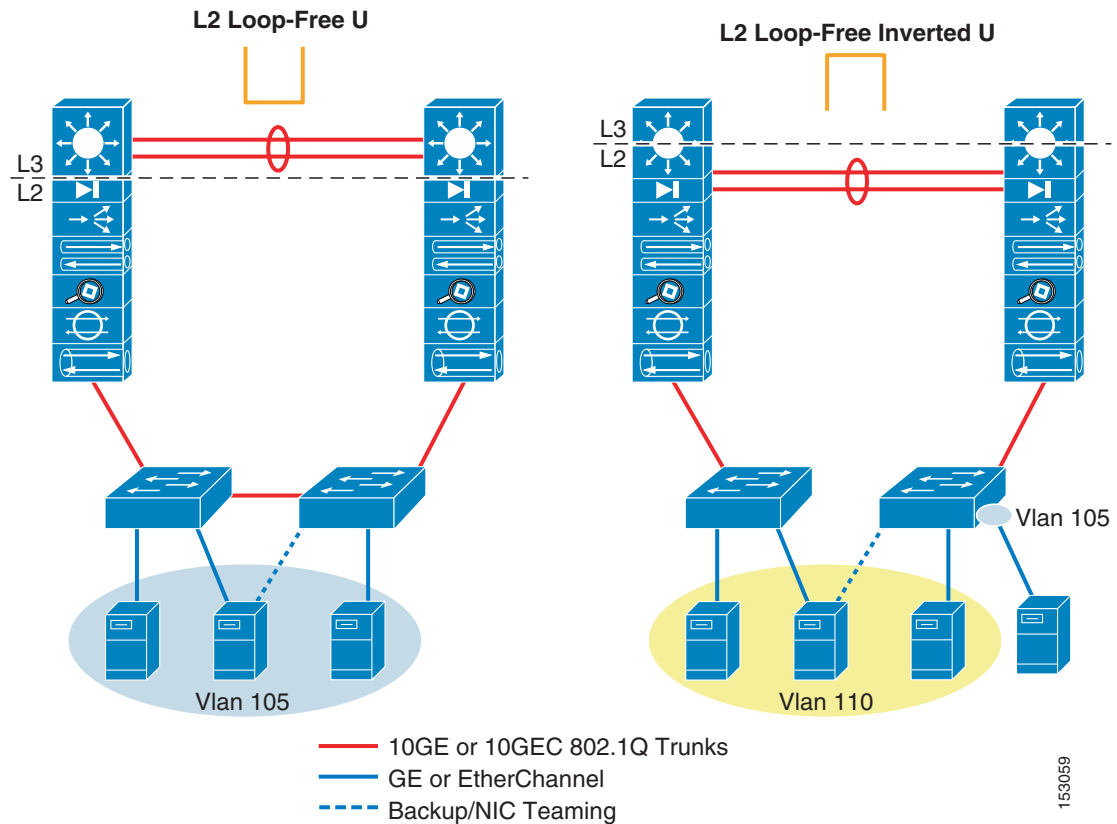 L2 Loop-Free U
L2 Loop-Free Inverted U
L3
L2
L3
L2
Vlan 105
Vlan 105
Vlan 110
10GE or 10GEC 802.1Q Trunks
GE or EtherChannel
Backup/NIC Teaming
153059